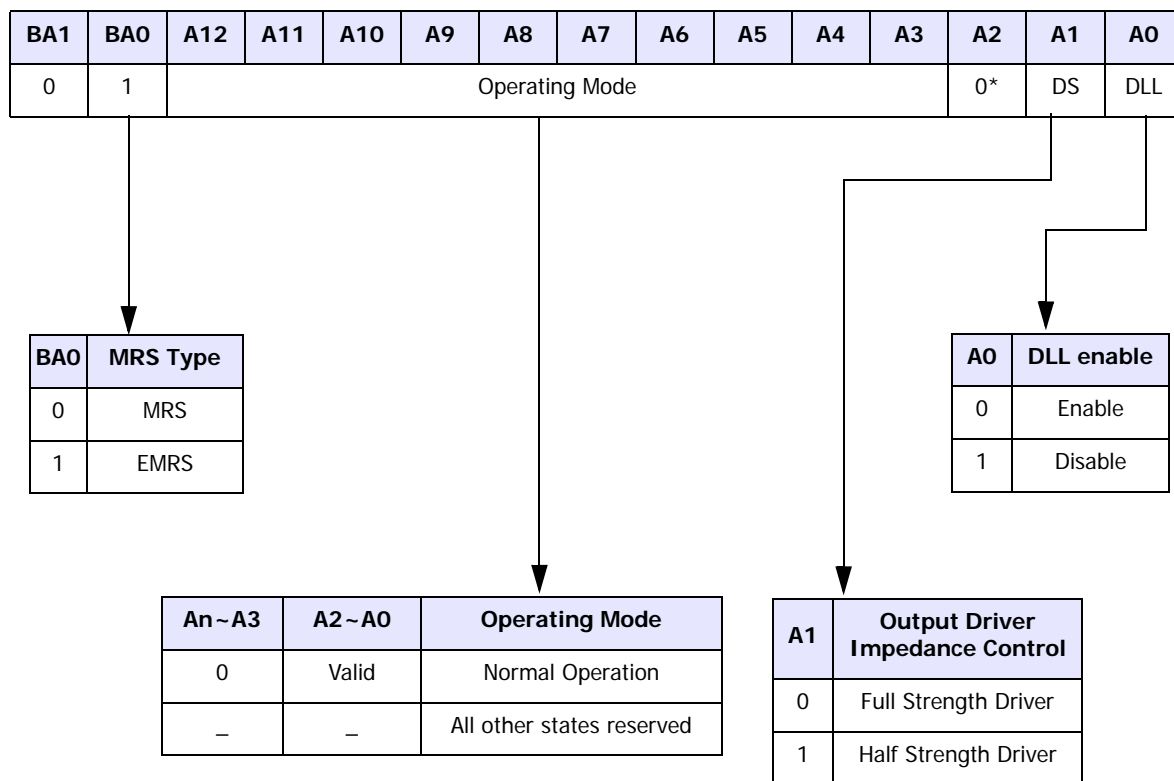 BA1 BA0 A12 A11 A10 A9 A8 A7 A6 A5 A4 A3 A2 A1 A0
0 1 Operating Mode 0* DS DLL
BA0 MRS Type
0 MRS
1 EMRS
A0 DLL enable
0 Enable
1 Disable
An~A3 A2~A0 Operating Mode
0 Valid Normal Operation
_ _ All other states reserved
A1 Output Driver
Impedance Control
0 Full Strength Driver
1 Half Strength Driver